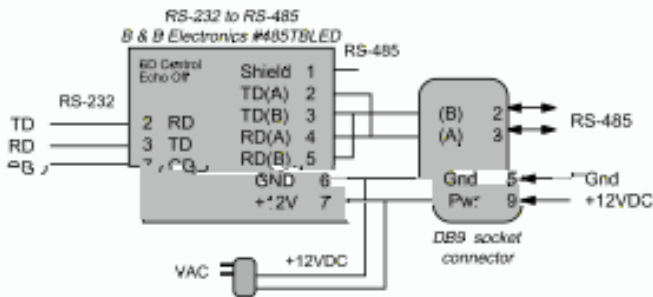 RS-232 to RS-485
B & B Electronics #485TBLED
RS-485
SD Control
Echo Off
Shield 1
TD(A) 2
TD(B) 3
RD(A) 4
RD(B) 5
GND 6
+12V 7
RS-232
TD
RD
2 RD
3 TD
(B) 2
(A) 3
RS-485
Gnd 5
Pwr 9
Gnd
+12VDC
DB9 socket
connector
VAC
+12VDC